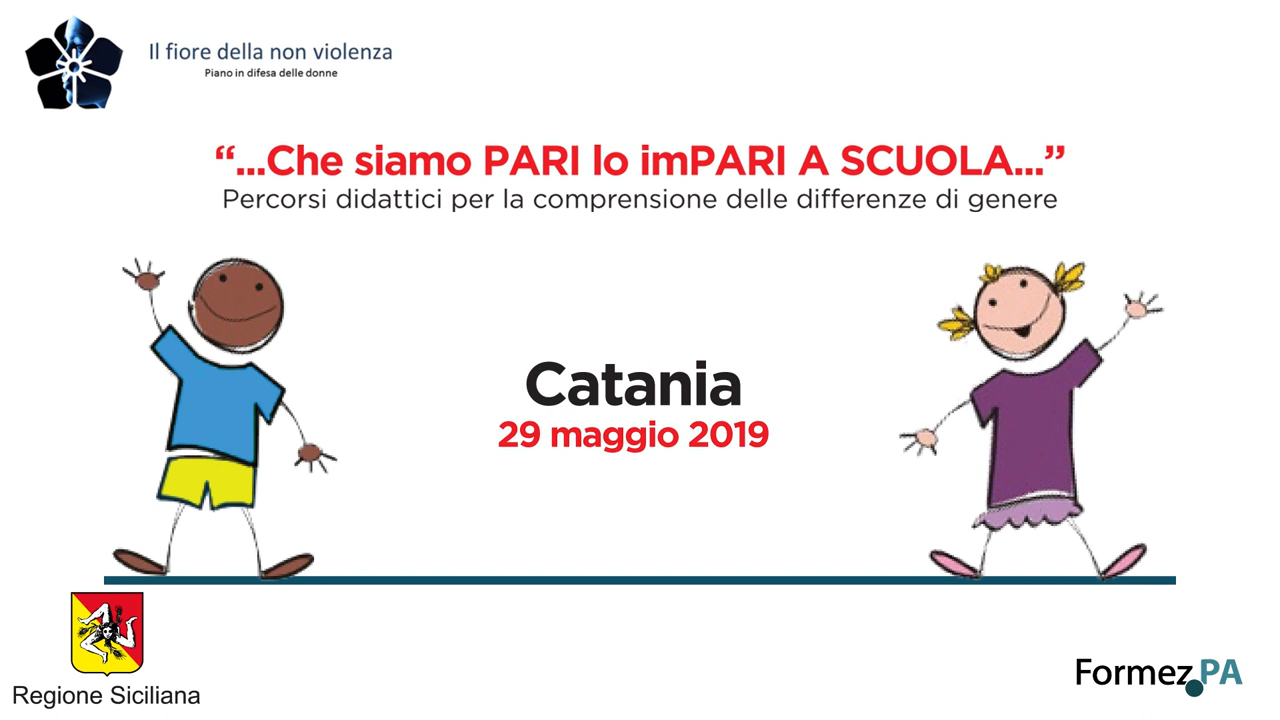 Il fiore della non violenza
Piano in difesa delle donne
“...Che siamo PARI lo imPARI A SCUOLA...”
Percorsi didattici per la comprensione delle differenze di genere
Catania
29 maggio 2019
Regione Siciliana
Formez.PA